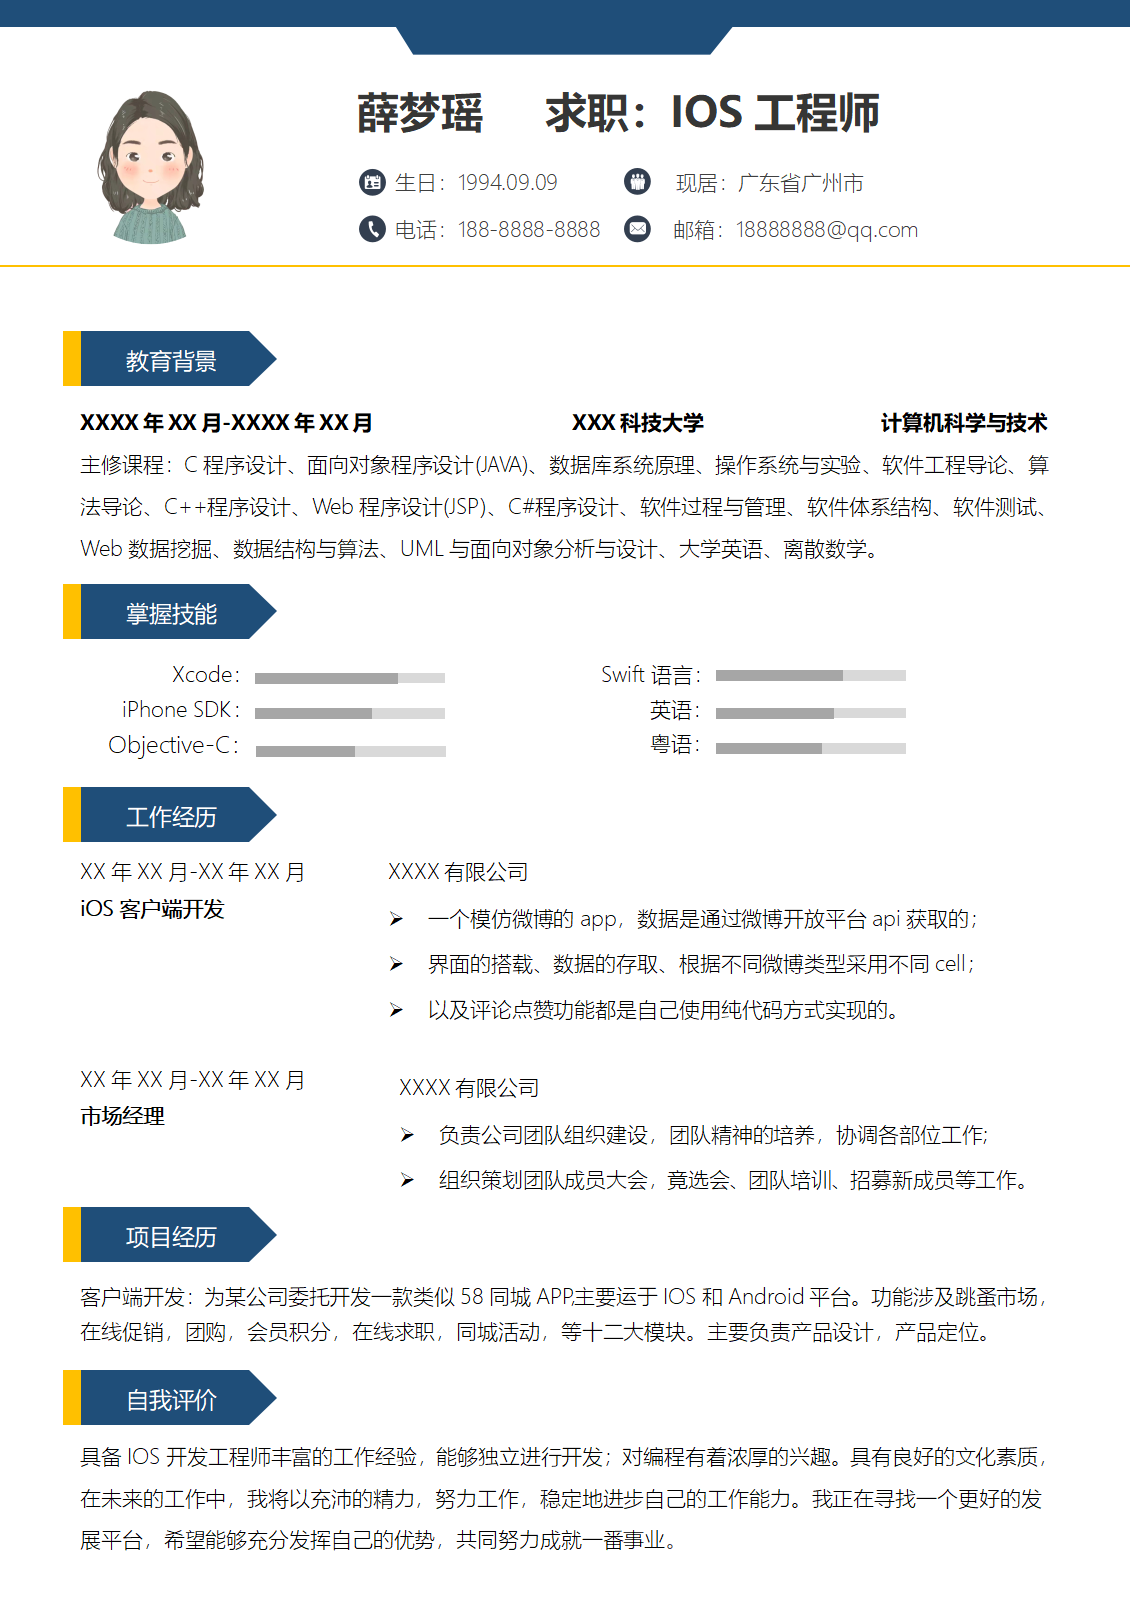 薛梦瑶 求职：IOS 工程师
生日：1994.09.09 现居：广东省广州市
电话：188-8888-8888 邮箱：18888888@qq.com
教育背景
XXXX 年 XX 月-XXXX 年 XX 月 XXX 科技大学 计算机科学与技术
主修课程：C 程序设计、面向对象程序设计(JAVA)、数据库系统原理、操作系统与实验、软件工程导论、算
法导论、C++程序设计、Web 程序设计(JSP)、C#程序设计、软件过程与管理、软件体系结构、软件测试、
Web 数据挖掘、数据结构与算法、UML 与面向对象分析与设计、大学英语、离散数学。
掌握技能
Xcode： Swift 语言：
iPhone SDK： 英语：
Objective-C： 粤语：
工作经历
XX 年 XX 月-XX 年 XX 月 XXXX 有限公司
iOS 客户端开发
➢ 一个模仿微博的 app，数据是通过微博开放平台 api 获取的；
➢ 界面的搭载、数据的存取、根据不同微博类型采用不同 cell；
➢ 以及评论点赞功能都是自己使用纯代码方式实现的。
XX 年 XX 月-XX 年 XX 月 XXXX 有限公司
市场经理
➢ 负责公司团队组织建设，团队精神的培养，协调各部位工作;
➢ 组织策划团队成员大会，竟选会、团队培训、招募新成员等工作。
项目经历
客户端开发：为某公司委托开发一款类似 58 同城 APP,主要运于 IOS 和 Android 平台。功能涉及跳蚤市场，
在线促销，团购，会员积分，在线求职，同城活动，等十二大模块。主要负责产品设计，产品定位。
自我评价
具备 IOS 开发工程师丰富的工作经验，能够独立进行开发；对编程有着浓厚的兴趣。具有良好的文化素质，
在未来的工作中，我将以充沛的精力，努力工作，稳定地进步自己的工作能力。我正在寻找一个更好的发
展平台，希望能够充分发挥自己的优势，共同努力成就一番事业。